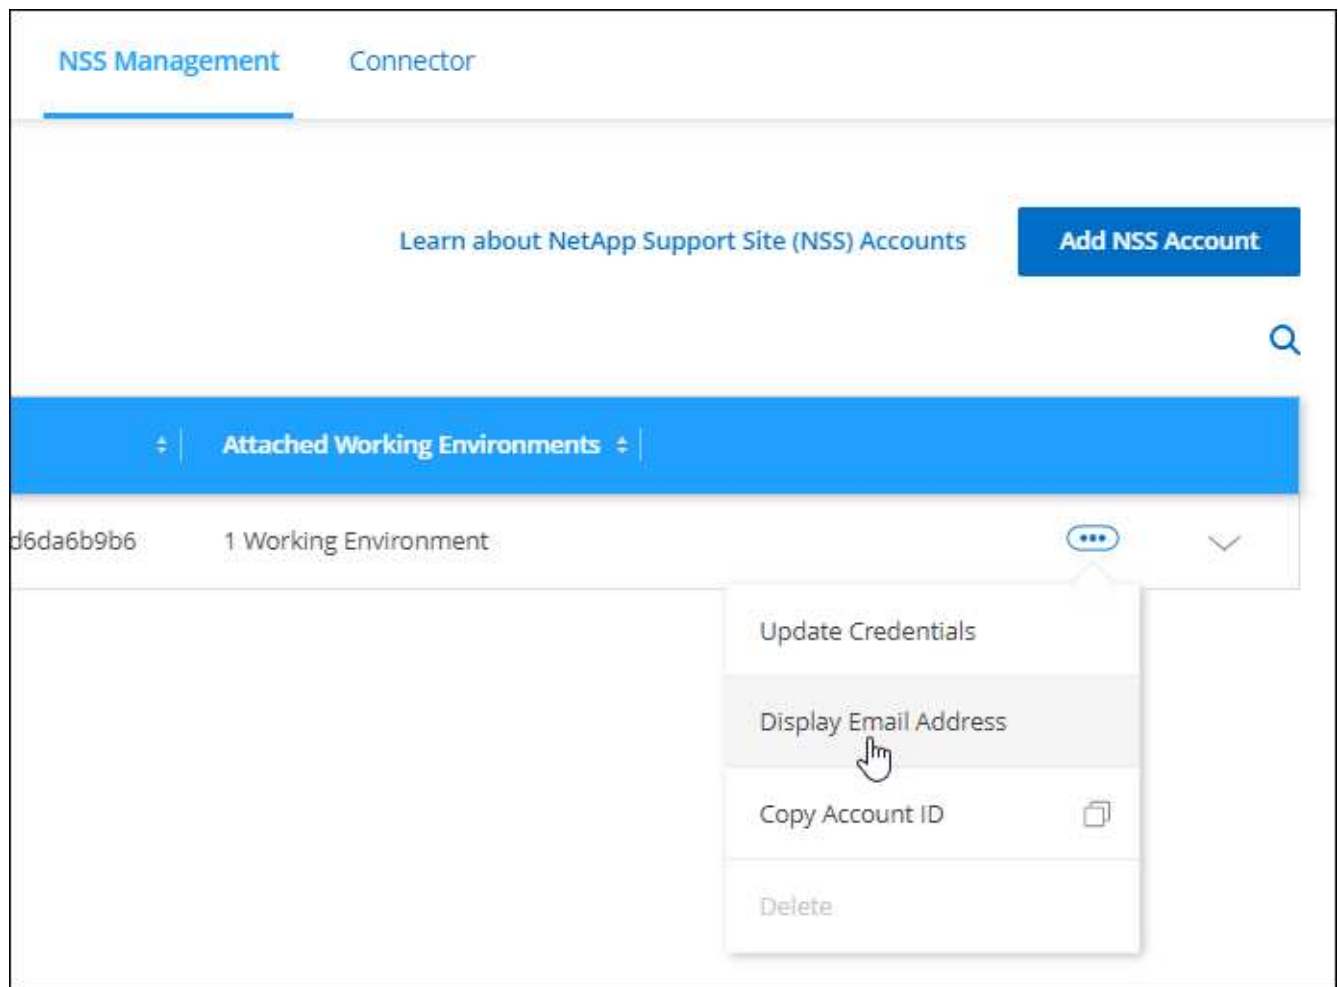 NSS Management Connector
Learn about NetApp Support Site (NSS) Accounts Add NSS Account
Attached Working Environments
d6da6b9b6 1 Working Environment
Update Credentials
Display Email Address
Copy Account ID
Delete